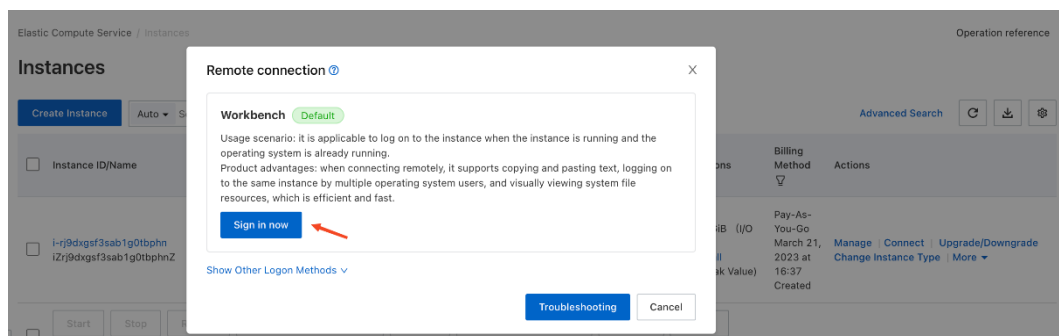 Elastic Compute Service / Instances
Operation reference
Instances
Remote connection
Create Instance
Auto
Advanced Search
Workbench Default
Usage scenario: it is applicable to log on to the instance when the instance is running and the
operating system is already running.
Product advantages: when connecting remotely, it supports copying and pasting text, logging on
to the same instance by multiple operating system users, and visually viewing system file
resources, which is efficient and fast.
Sign in now
Show Other Logon Methods
Troubleshooting
Cancel
Instance ID/Name
Billing
Method
Actions
i-rj9dxgsf3sab1g0tbphn
iZrj9dxgsf3sab1g0tbphnZ
(I/O
Value)
Pay-As-
You-Go
March 21,
2023 at
16:37
Created
Manage Connect Upgrade/Downgrade
Change Instance Type More
Start
Stop